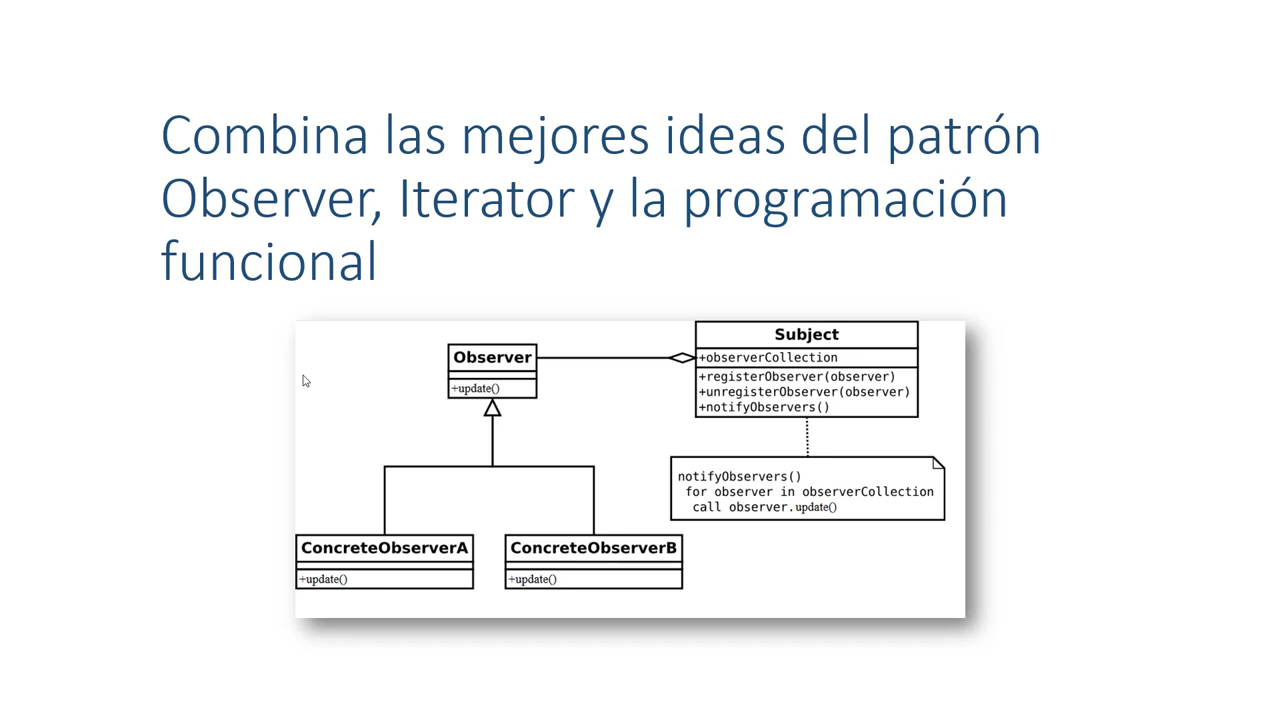 Combina las mejores ideas del patrón
Observer, Iterator y la programación
funcional
Observer
+update()
Subject
+observerCollection
+registerObserver(observer)
+unregisterObserver(observer)
+notifyObservers()
notifyObservers()
for observer in observerCollection
call observer.update()
ConcreteObserverA
+update()
ConcreteObserverB
+update()